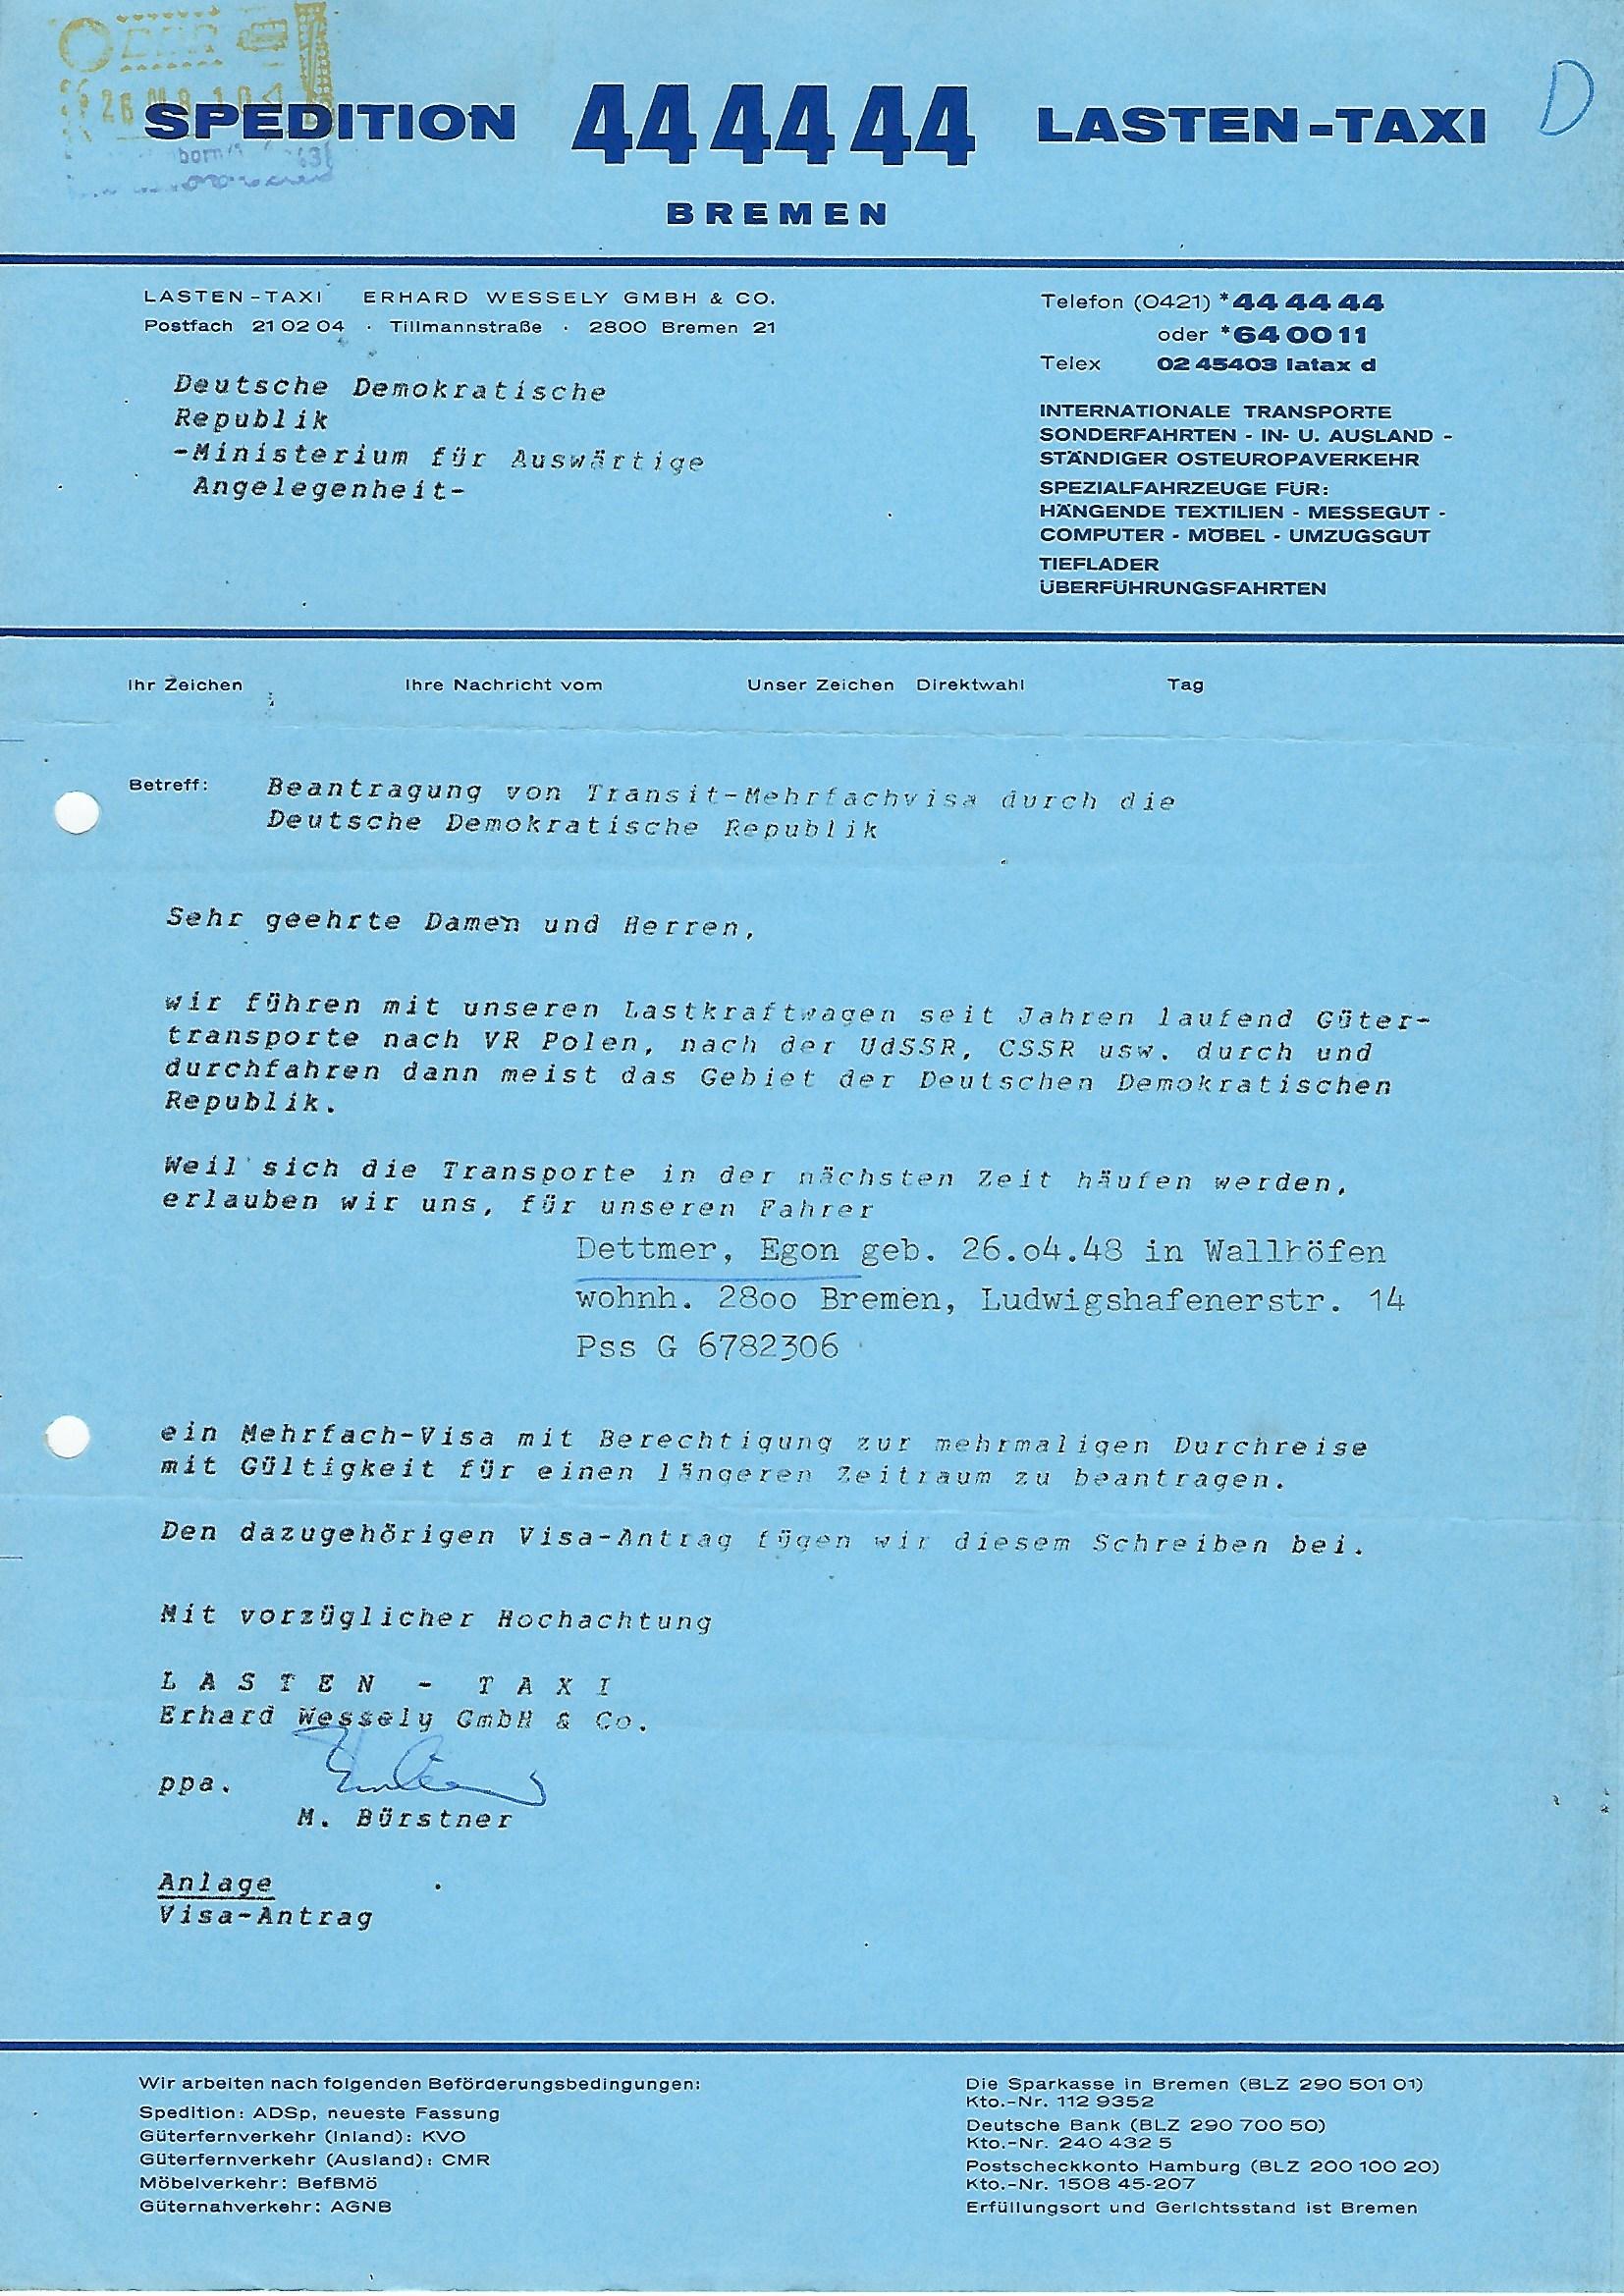 DDR
26.
SPEDITION 44 44 44 LASTEN-TAXI
D
BREMEN
LASTEN-TAXI ERHARD WESSELY GMBH & CO.
Postfach 21 02 04 · Tillmannstraße · 2800 Bremen 21
Deutsche Demokratische
Republik
-Ministerium für Auswärtige
Angelegenheit-
Telefon (0421) *44 44 44
oder *64 00 11
Telex 02 45403 latax d
INTERNATIONALE TRANSPORTE
SONDERFAHRTEN - IN- U. AUSLAND -
STÄNDIGER OSTEUROPAVERKEHR
SPEZIALFAHRZEUGE FÜR:
HÄNGENDE TEXTILIEN - MESSEGUT -
COMPUTER - MÖBEL - UMZUGSGUT
TIEFLADER
ÜBERFÜHRUNGSFAHRTEN
Ihr Zeichen Ihre Nachricht vom Unser Zeichen Direktwahl Tag
Betreff: Beantragung von Transit-Mehrfachvisa durch die
Deutsche Demokratische Republik
Sehr geehrte Damen und Herren,
wir führen mit unseren Lastkraftwagen seit Jahren laufend Güter-
transporte nach VR Polen, nach der UdSSR, CSSR usw. durch und
durchfahren dann meist das Gebiet der Deutschen Demokratischen
Republik.
Weil sich die Transporte in der nächsten Zeit häufen werden,
erlauben wir uns, für unseren Fahrer
Dettmer, Egon geb. 26.o4.48 in Wallhöfen
wohnh. 28oo Bremen, Ludwigshafenerstr. 14
Pss G 6782306
ein Mehrfach-Visa mit Berechtigung zur mehrmaligen Durchreise
mit Gültigkeit für einen längeren Zeitraum zu beantragen.
Den dazugehörigen Visa-Antrag fügen wir diesem Schreiben bei.
Mit vorzüglicher Hochachtung
L A S T E N - T A X I
Erhard Wessely GmbH & Co.
ppa.
M. Bürstner
Anlage
Visa-Antrag
Wir arbeiten nach folgenden Beförderungsbedingungen:
Spedition: ADSp, neueste Fassung
Güterfernverkehr (Inland): KVO
Güterfernverkehr (Ausland): CMR
Möbelverkehr: BefBMö
Güternahverkehr: AGNB
Die Sparkasse in Bremen (BLZ 290 501 01)
Kto.-Nr. 112 9352
Deutsche Bank (BLZ 290 700 50)
Kto.-Nr. 240 432 5
Postscheckkonto Hamburg (BLZ 200 100 20)
Kto.-Nr. 1508 45-207
Erfüllungsort und Gerichtsstand ist Bremen